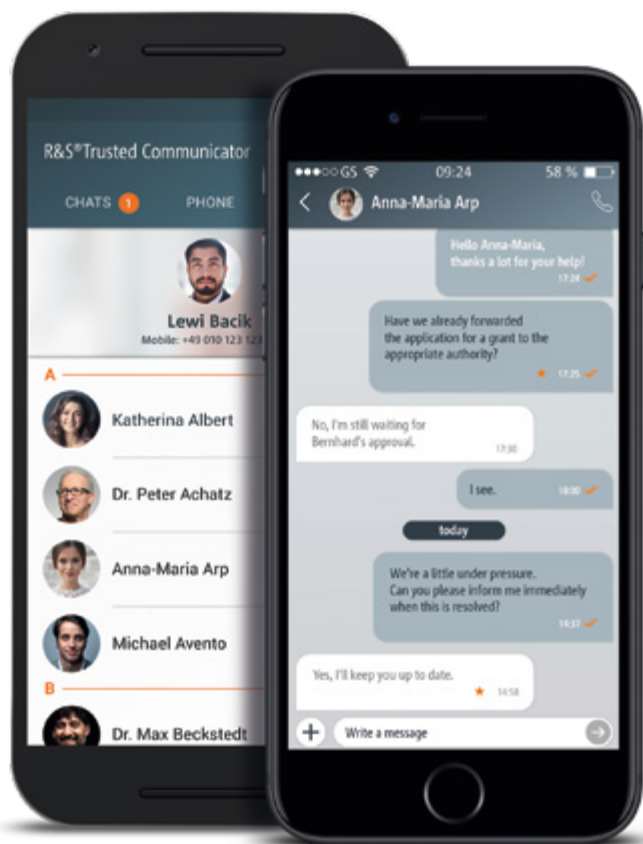 R&S®Trusted Communicator
CHATS 1 PHONE
Lewi Bacik
Mobile: +49 010 123 123
A
Katherina Albert
Dr. Peter Achatz
Anna-Maria Arp
Michael Avento
B
Dr. Max Beckstedt
GS 09:24 58 %
Anna-Maria Arp
Hello Anna-Maria,
thanks a lot for your help!
17:24
Have we already forwarded
the application for a grant to the
appropriate authority?
17:25
No, I'm still waiting for
Bernhard's approval.
17:30
I see. 18:00
today
We're a little under pressure.
Can you please inform me immediately
when this is resolved?
14:37
Yes, I'll keep you up to date.
14:58
Write a message